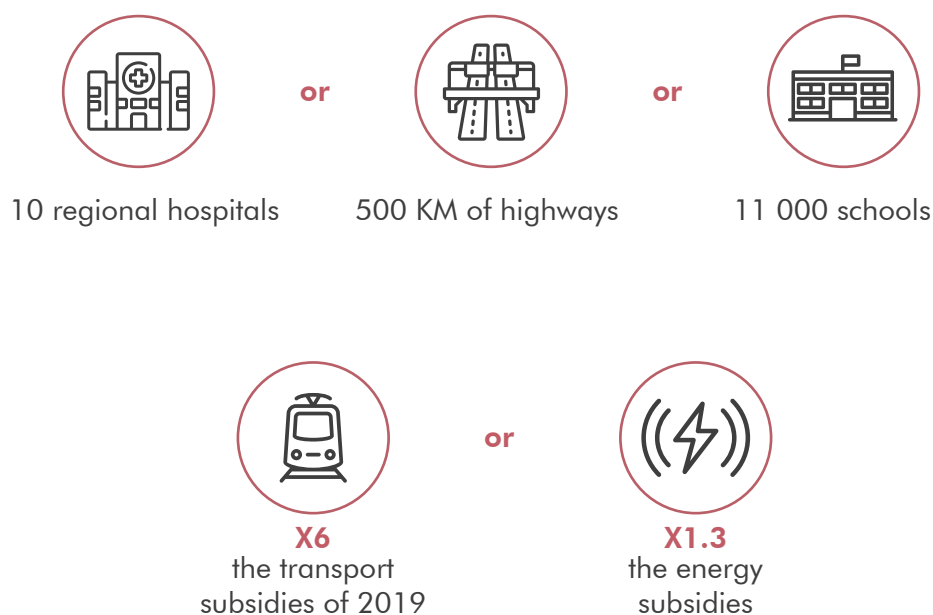 or
or
10 regional hospitals
500 KM of highways
11 000 schools
or
X6
the transport
subsidies of 2019
X1.3
the energy
subsidies